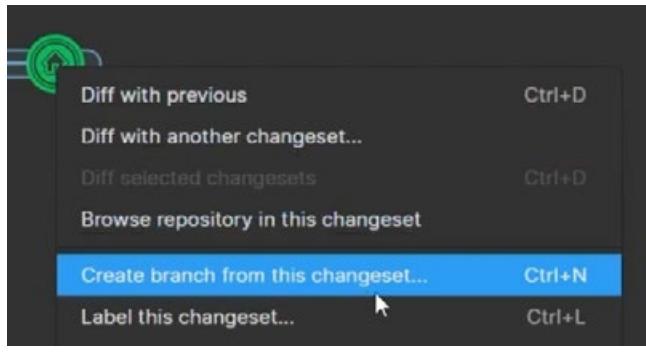 Diff with previous Ctrl+D
Diff with another changeset...
Diff selected changesets Ctrl+D
Browse repository in this changeset
Create branch from this changeset... Ctrl+N
Label this changeset... Ctrl+L